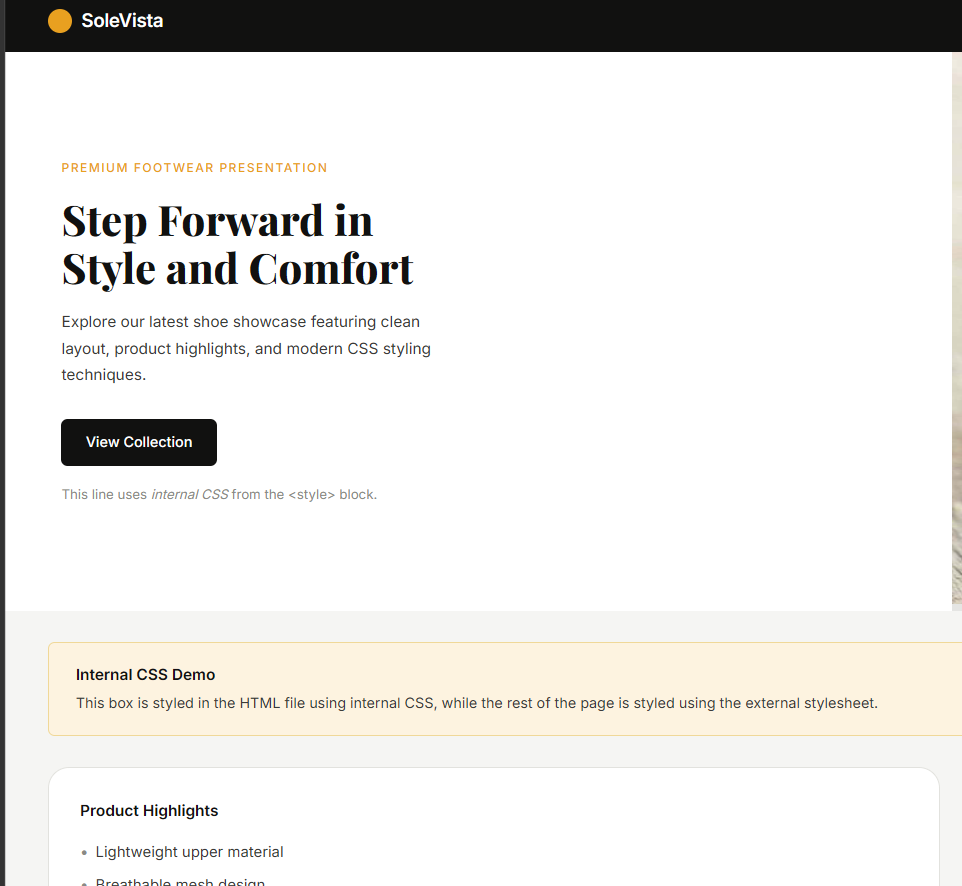 SoleVista
PREMIUM FOOTWEAR PRESENTATION
Step Forward in
Style and Comfort
Explore our latest shoe showcase featuring clean
layout, product highlights, and modern CSS styling
techniques.
View Collection
This line uses internal CSS from the <style> block.
Internal CSS Demo
This box is styled in the HTML file using internal CSS, while the rest of the page is styled using the external stylesheet.
Product Highlights
• Lightweight upper material
• Breathable mesh design